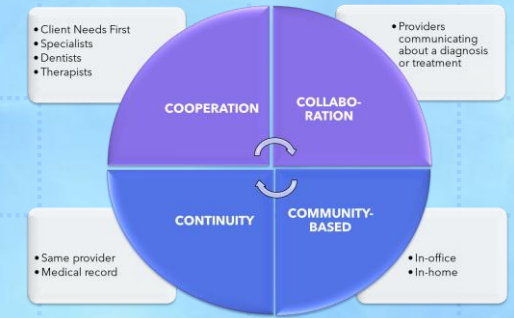 • Client Needs First
• Specialists
• Dentists
• Therapists
• Providers
communicating
about a diagnosis
or treatment
COOPERATION
COLLABO-
RATION
CONTINUITY
COMMUNITY-
BASED
• Same provider
• Medical record
• In-office
• In-home